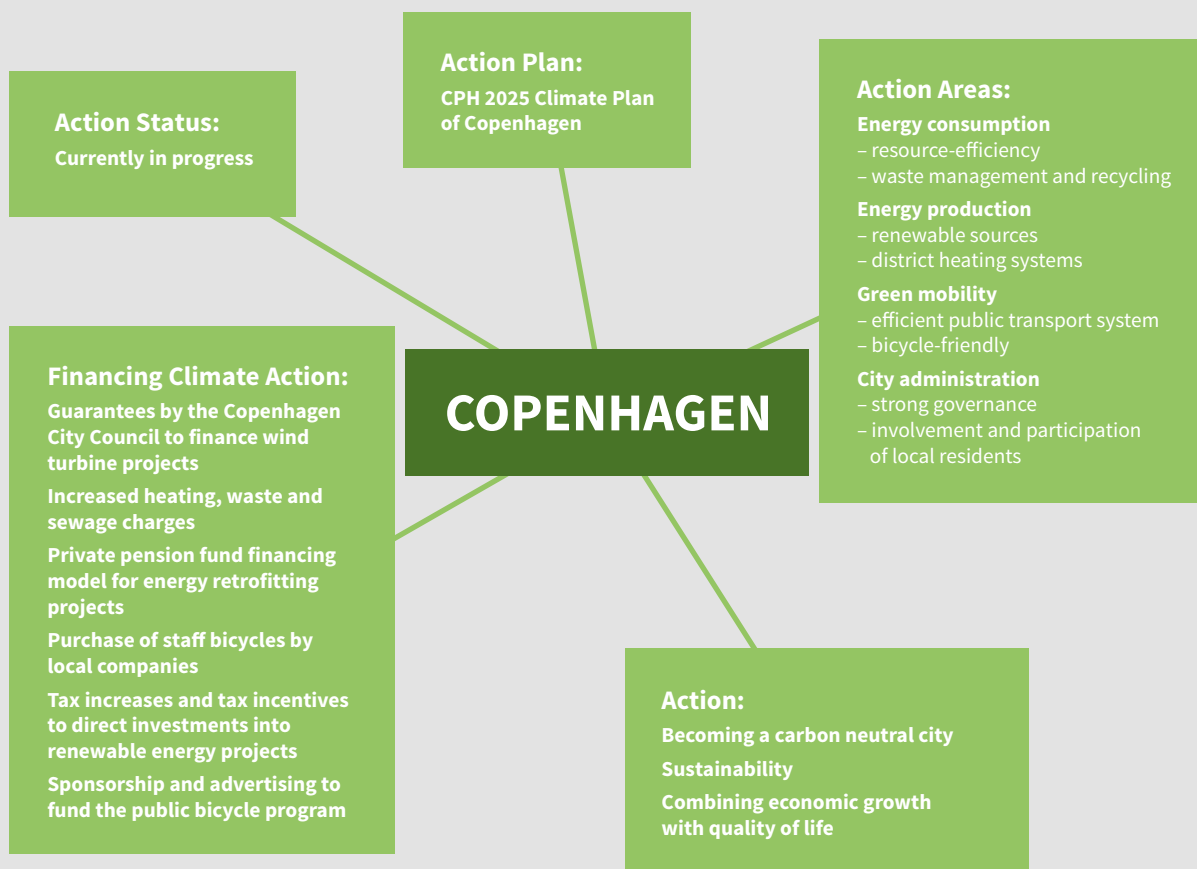 Action Plan:
CPH 2025 Climate Plan
of Copenhagen
Action Status:
Currently in progress
Action Areas:
Energy consumption
– resource-efficiency
– waste management and recycling
Energy production
– renewable sources
– district heating systems
Green mobility
– efficient public transport system
– bicycle-friendly
City administration
– strong governance
– involvement and participation
of local residents
COPENHAGEN
Financing Climate Action:
Guarantees by the Copenhagen
City Council to finance wind
turbine projects
Increased heating, waste and
sewage charges
Private pension fund financing
model for energy retrofitting
projects
Purchase of staff bicycles by
local companies
Tax increases and tax incentives
to direct investments into
renewable energy projects
Sponsorship and advertising to
fund the public bicycle program
Action:
Becoming a carbon neutral city
Sustainability
Combining economic growth
with quality of life